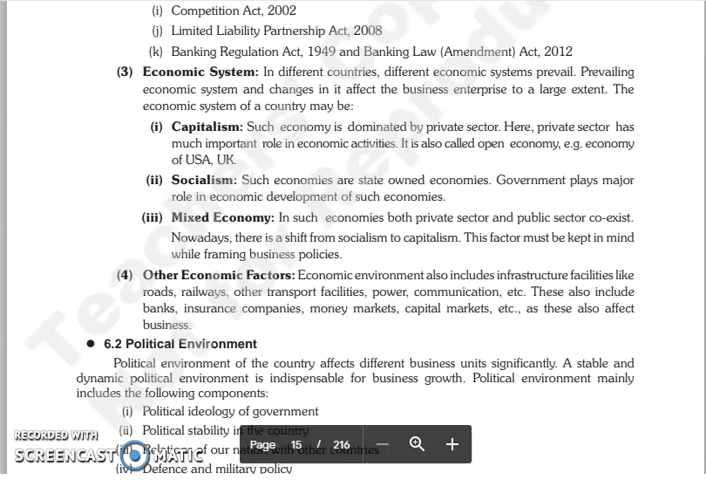 (i) Competition Act, 2002
(j) Limited Liability Partnership Act, 2008
(k) Banking Regulation Act, 1949 and Banking Law (Amendment) Act, 2012
(3) Economic System: In different countries, different economic systems prevail. Prevailing
economic system and changes in it affect the business enterprise to a large extent. The
economic system of a country may be:
(i) Capitalism: Such economy is dominated by private sector. Here, private sector has
much important role in economic activities. It is also called open economy, e.g. economy
of USA, UK.
(ii) Socialism: Such economies are state owned economies. Government plays major
role in economic development of such economies.
(iii) Mixed Economy: In such economies both private sector and public sector co-exist.
Nowadays, there is a shift from socialism to capitalism. This factor must be kept in mind
while framing business policies.
(4) Other Economic Factors: Economic environment also includes infrastructure facilities like
roads, railways, other transport facilities, power, communication, etc. These also include
banks, insurance companies, money markets, capital markets, etc., as these also affect
business.
● 6.2 Political Environment
Political environment of the country affects different business units significantly. A stable and
dynamic political environment is indispensable for business growth. Political environment mainly
includes the following components:
(i) Political ideology of government
(ii) Political stability in the country
(iii) Relations of our nation with other countries
(iv) Defence and military policy
Page 15 / 216 — +
RECORDED WITH
SCREENCAST O MATIC
Teachers Copy
Not for Reproduc